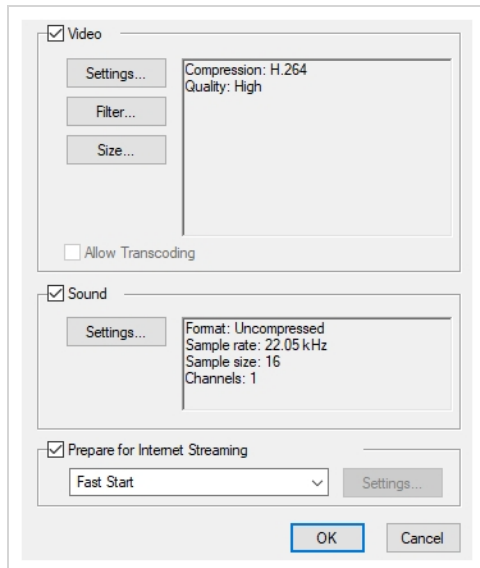 Video
Settings...
Compression: H.264
Quality: High
Filter...
Size...
Allow Transcoding
Sound
Settings...
Format: Uncompressed
Sample rate: 22.05 kHz
Sample size: 16
Channels: 1
Prepare for Internet Streaming
Fast Start
Settings...
OK
Cancel